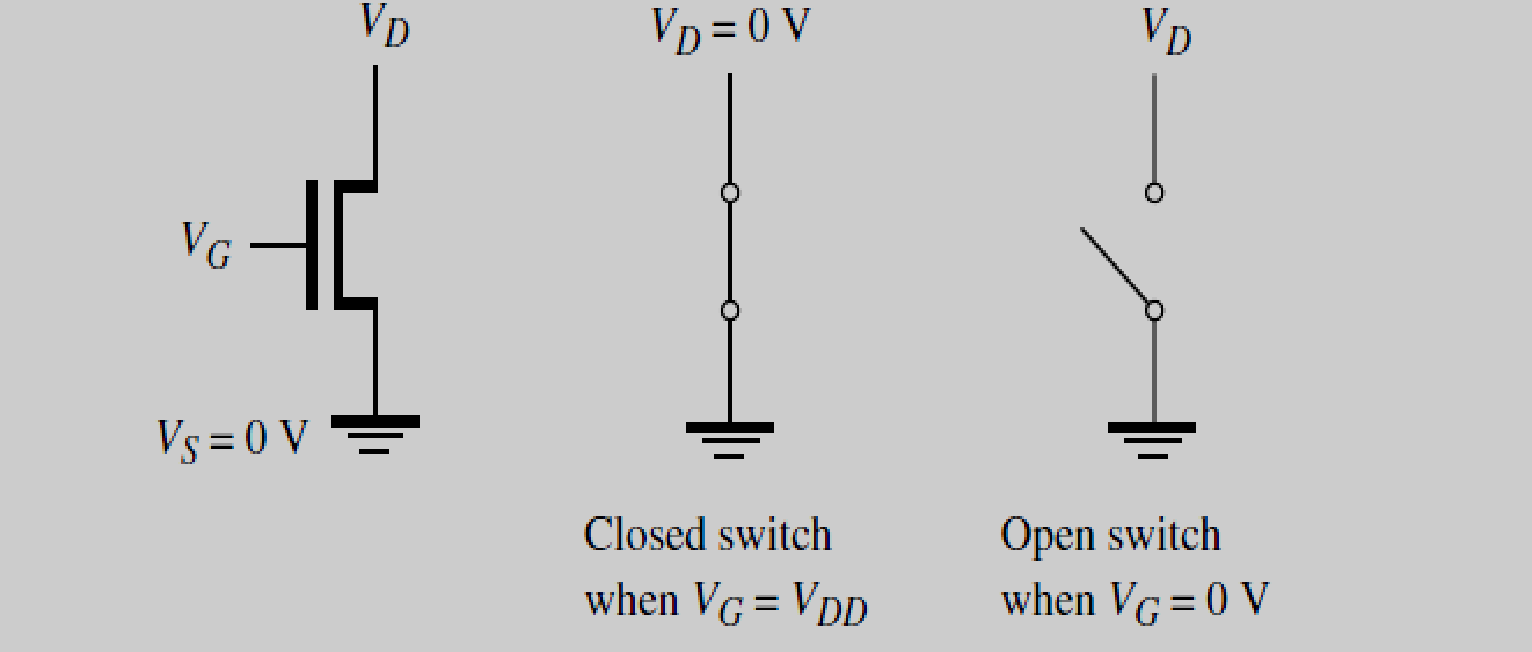 V_D
V_D = 0 V
V_D
V_G
V_S = 0 V
Closed switch
when V_G = V_DD
Open switch
when V_G = 0 V